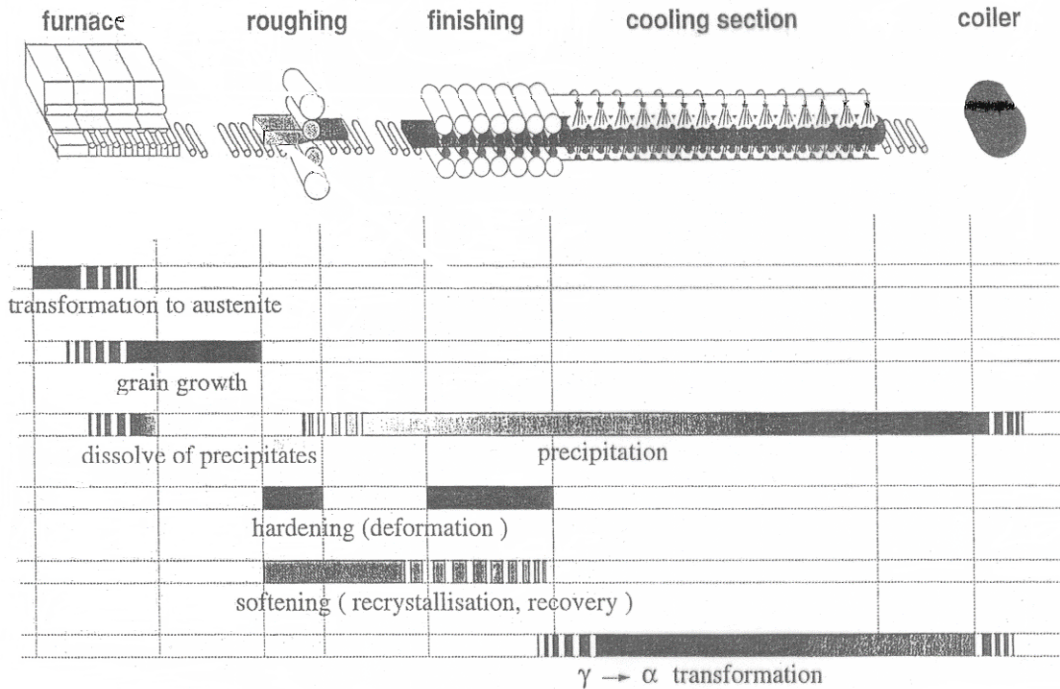 furnace roughing finishing cooling section coiler
transformation to austenite
grain growth
dissolve of precipitates precipitation
hardening (deformation )
softening ( recrystallisation, recovery )
γ → α transformation